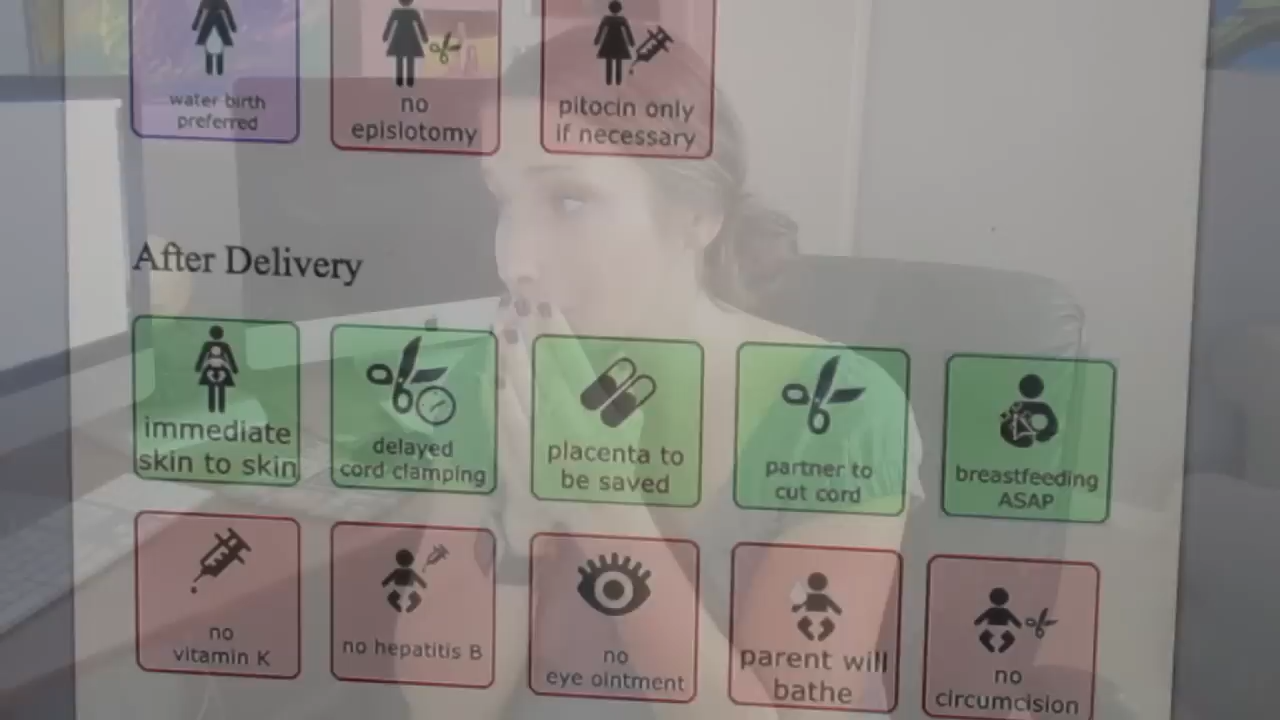 water birth
preferred
no
episiotomy
pitocin only
if necessary
After Delivery
immediate
skin to skin
delayed
cord clamping
placenta to
be saved
partner to
cut cord
breastfeeding
ASAP
no
vitamin K
no hepatitis B
no
eye ointment
parent will
bathe
no
circumcision